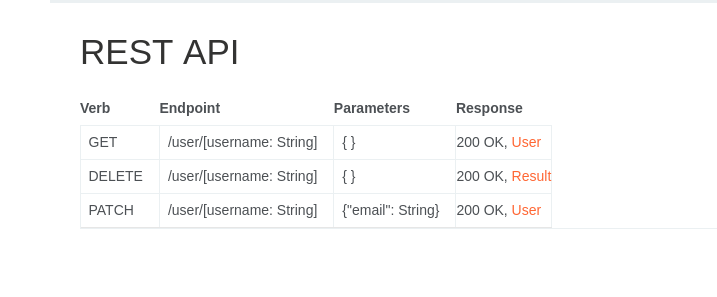 REST API
Verb Endpoint Parameters Response
GET /user/[username: String] { } 200 OK, User
DELETE /user/[username: String] { } 200 OK, Result
PATCH /user/[username: String] {"email": String} 200 OK, User